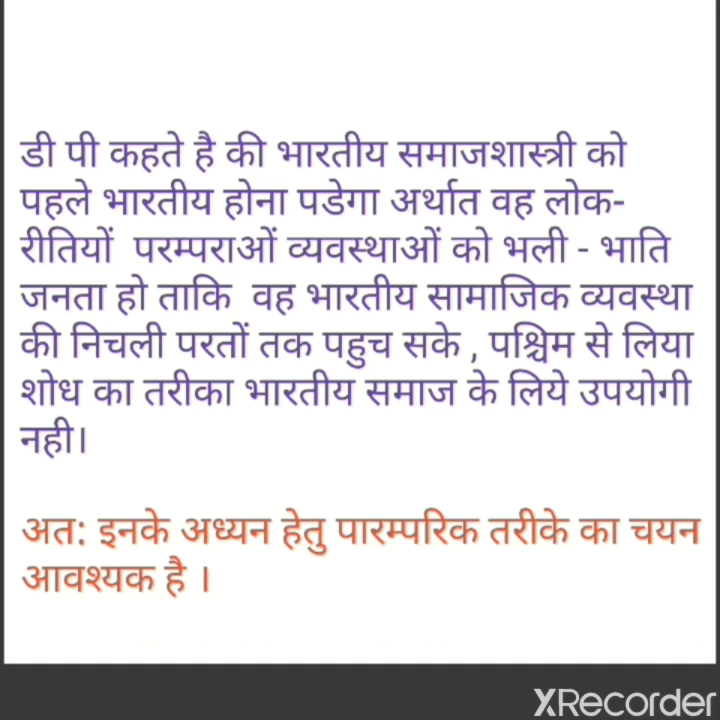 डी पी कहते है की भारतीय समाजशास्त्री को
पहले भारतीय होना पडेगा अर्थात वह लोक-
रीतियों परम्पराओं व्यवस्थाओं को भली - भाति
जनता हो ताकि वह भारतीय सामाजिक व्यवस्था
की निचली परतों तक पहुच सके , पश्चिम से लिया
शोध का तरीका भारतीय समाज के लिये उपयोगी
नही।
अत: इनके अध्यन हेतु पारम्परिक तरीके का चयन
आवश्यक है ।
XRecorder